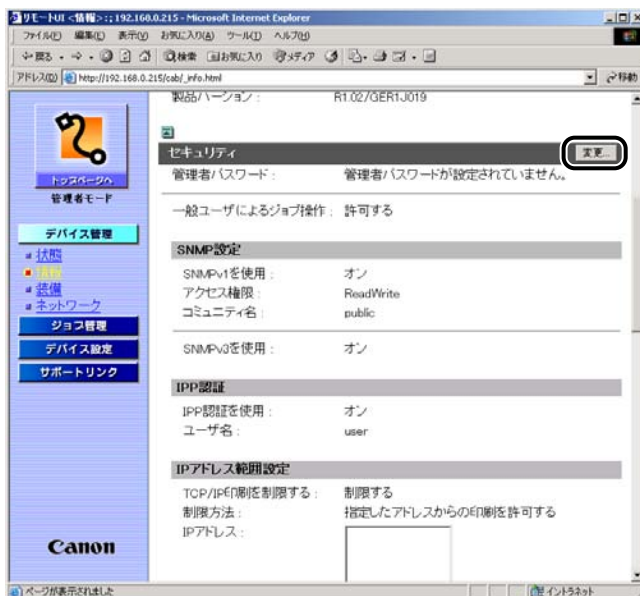 リモートUI <情報> : ; 192.168.0.215 - Microsoft Internet Explorer
ファイル(F) 編集(E) 表示(V) お気に入り(A) ツール(T) ヘルプ(H)
戻る 検索 お気に入り メディア
アドレス(D) http://192.168.0.215/cab/_info.html 移動
製品バージョン : R1.02/GER1J019
セキュリティ 変更...
管理者パスワード : 管理者パスワードが設定されていません。
一般ユーザによるジョブ操作 : 許可する
SNMP設定
SNMPv1を使用 : オン
アクセス権限 : ReadWrite
コミュニティ名 : public
SNMPv3を使用 : オン
IPP認証
IPP認証を使用 : オン
ユーザ名 : user
IPアドレス範囲設定
TCP/IP印刷を制限する : 制限する
制限方法 : 指定したアドレスからの印刷を許可する
IPアドレス :
トップページへ
管理者モード
デバイス管理
状態
情報
装備
ネットワーク
ジョブ管理
デバイス設定
サポートリンク
Canon
ページが表示されました
イントラネット